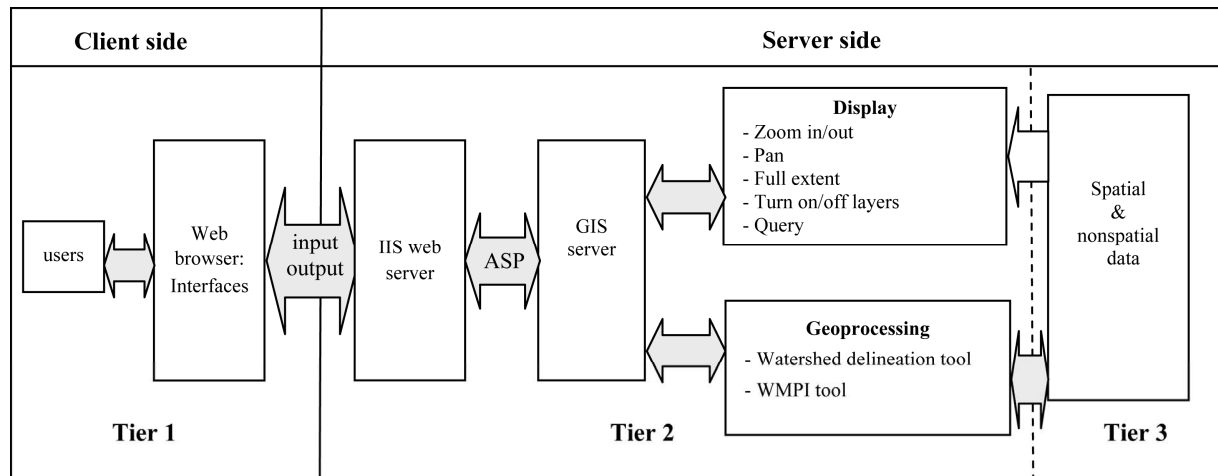 Client side
Server side
users
Web
browser:
Interfaces
input
output
IIS web
server
ASP
GIS
server
Display
- Zoom in/out
- Pan
- Full extent
- Turn on/off layers
- Query
Geoprocessing
- Watershed delineation tool
- WMPI tool
Spatial
&
nonspatial
data
Tier 1
Tier 2
Tier 3